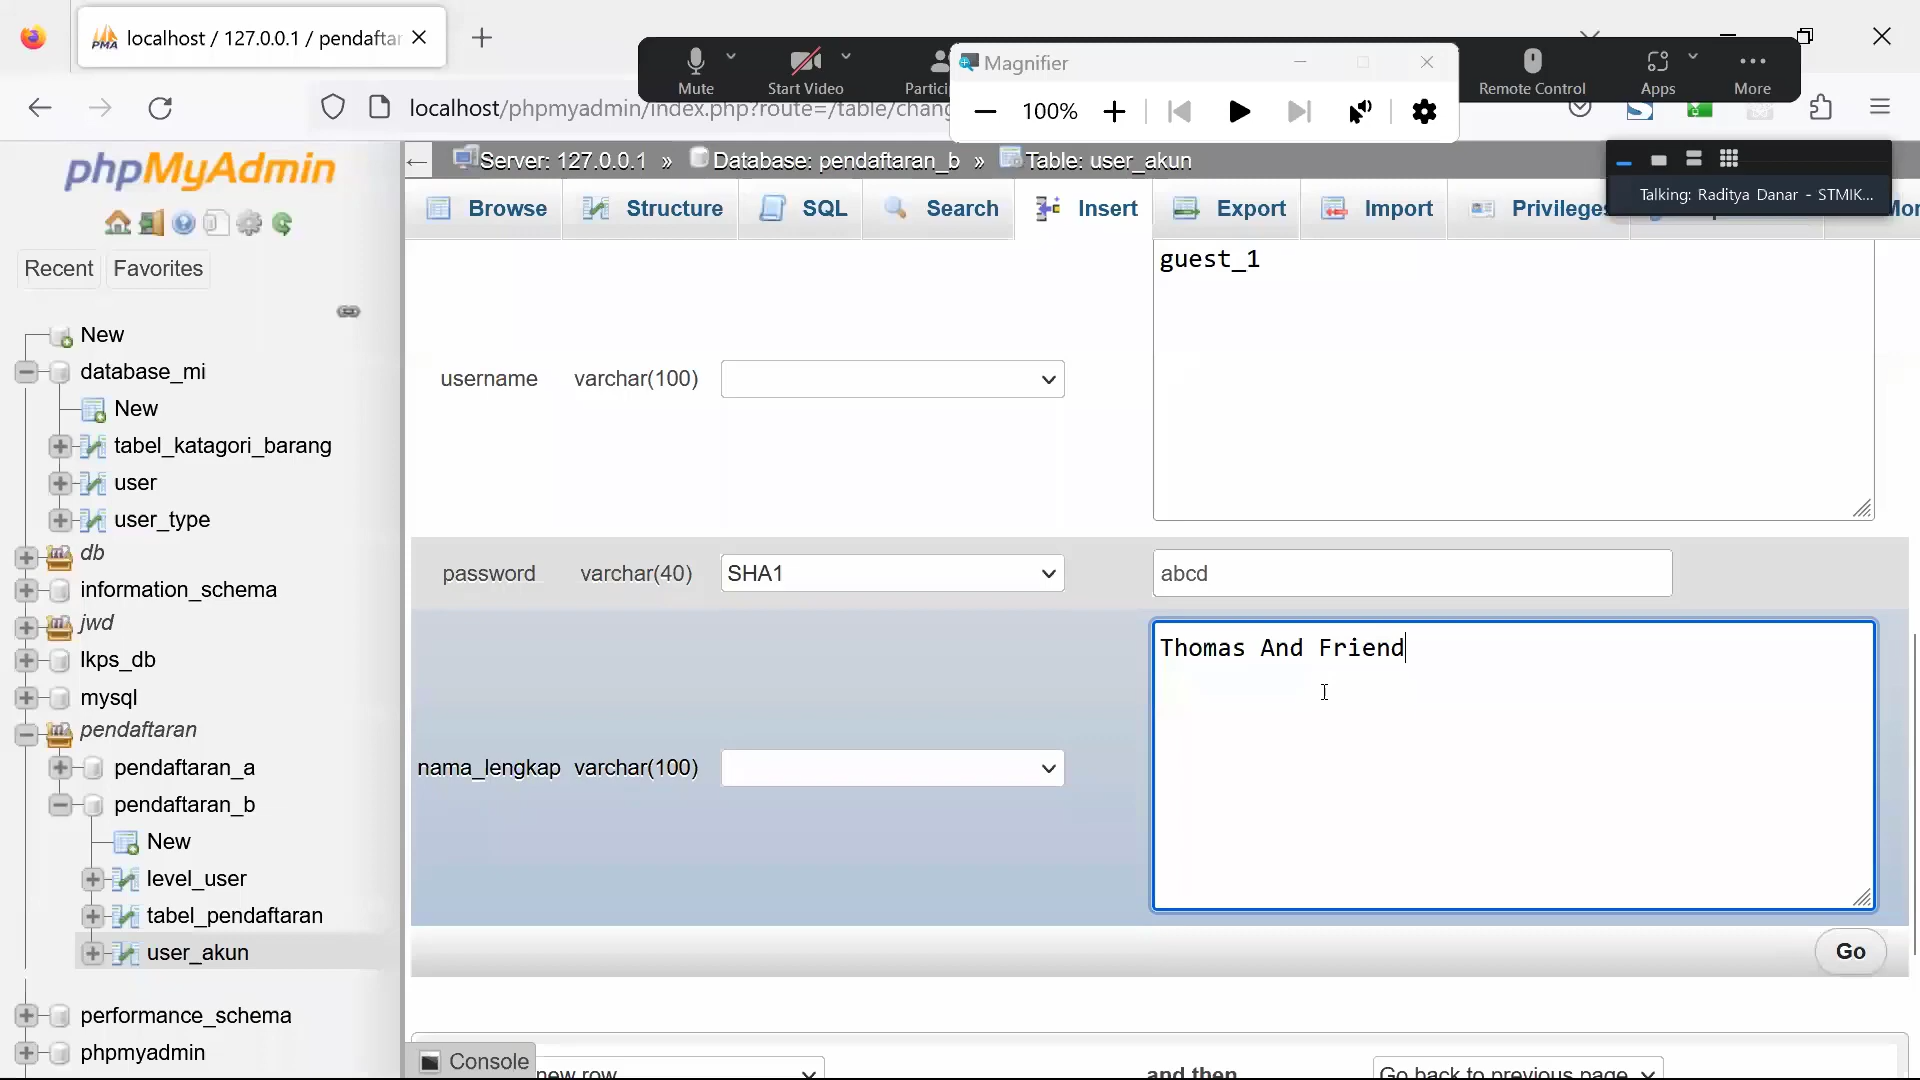 localhost / 127.0.0.1 / pendaftar
Mute
Start Video
Partici
Magnifier
Remote Control
Apps
More
localhost/phpmyadmin/index.php?route=/table/chang
100%
phpMyAdmin
Server: 127.0.0.1 » Database: pendaftaran_b » Table: user_akun
Talking: Raditya Danar - STMIK...
Browse
Structure
SQL
Search
Insert
Export
Import
Privileges
Mor
Recent
Favorites
guest_1
New
database_mi
username varchar(100)
New
tabel_katagori_barang
user
user_type
db
password varchar(40) SHA1 abcd
information_schema
jwd
Thomas And Friend
lkps_db
mysql
pendaftaran
pendaftaran_a
nama_lengkap varchar(100)
pendaftaran_b
New
level_user
tabel_pendaftaran
user_akun
Go
performance_schema
phpmyadmin
Console
new row
and then
Go back to previous page